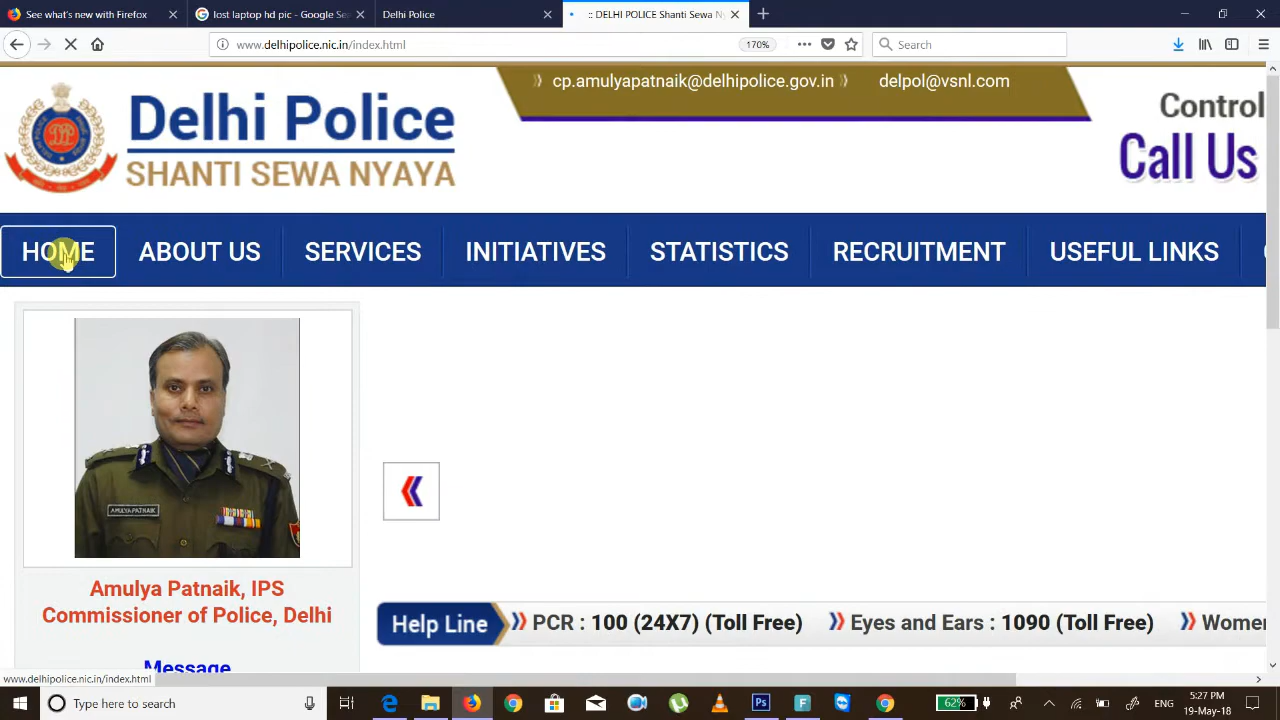 See what's new with Firefox
lost laptop hd pic - Google Se
Delhi Police
:: DELHI POLICE Shanti Sewa Ny
www.delhipolice.nic.in/index.html
170%
Search
cp.amulyapatnaik@delhipolice.gov.in
delpol@vsnl.com
Delhi Police
SHANTI SEWA NYAYA
Control
Call Us
HOME
ABOUT US
SERVICES
INITIATIVES
STATISTICS
RECRUITMENT
USEFUL LINKS
AMULYA PATNAIK
Amulya Patnaik, IPS
Commissioner of Police, Delhi
Help Line
PCR : 100 (24X7) (Toll Free)
Eyes and Ears : 1090 (Toll Free)
Women
Message
www.delhipolice.nic.in/index.html
Type here to search
Ps
F
62%
ENG
5:27 PM
19-May-18